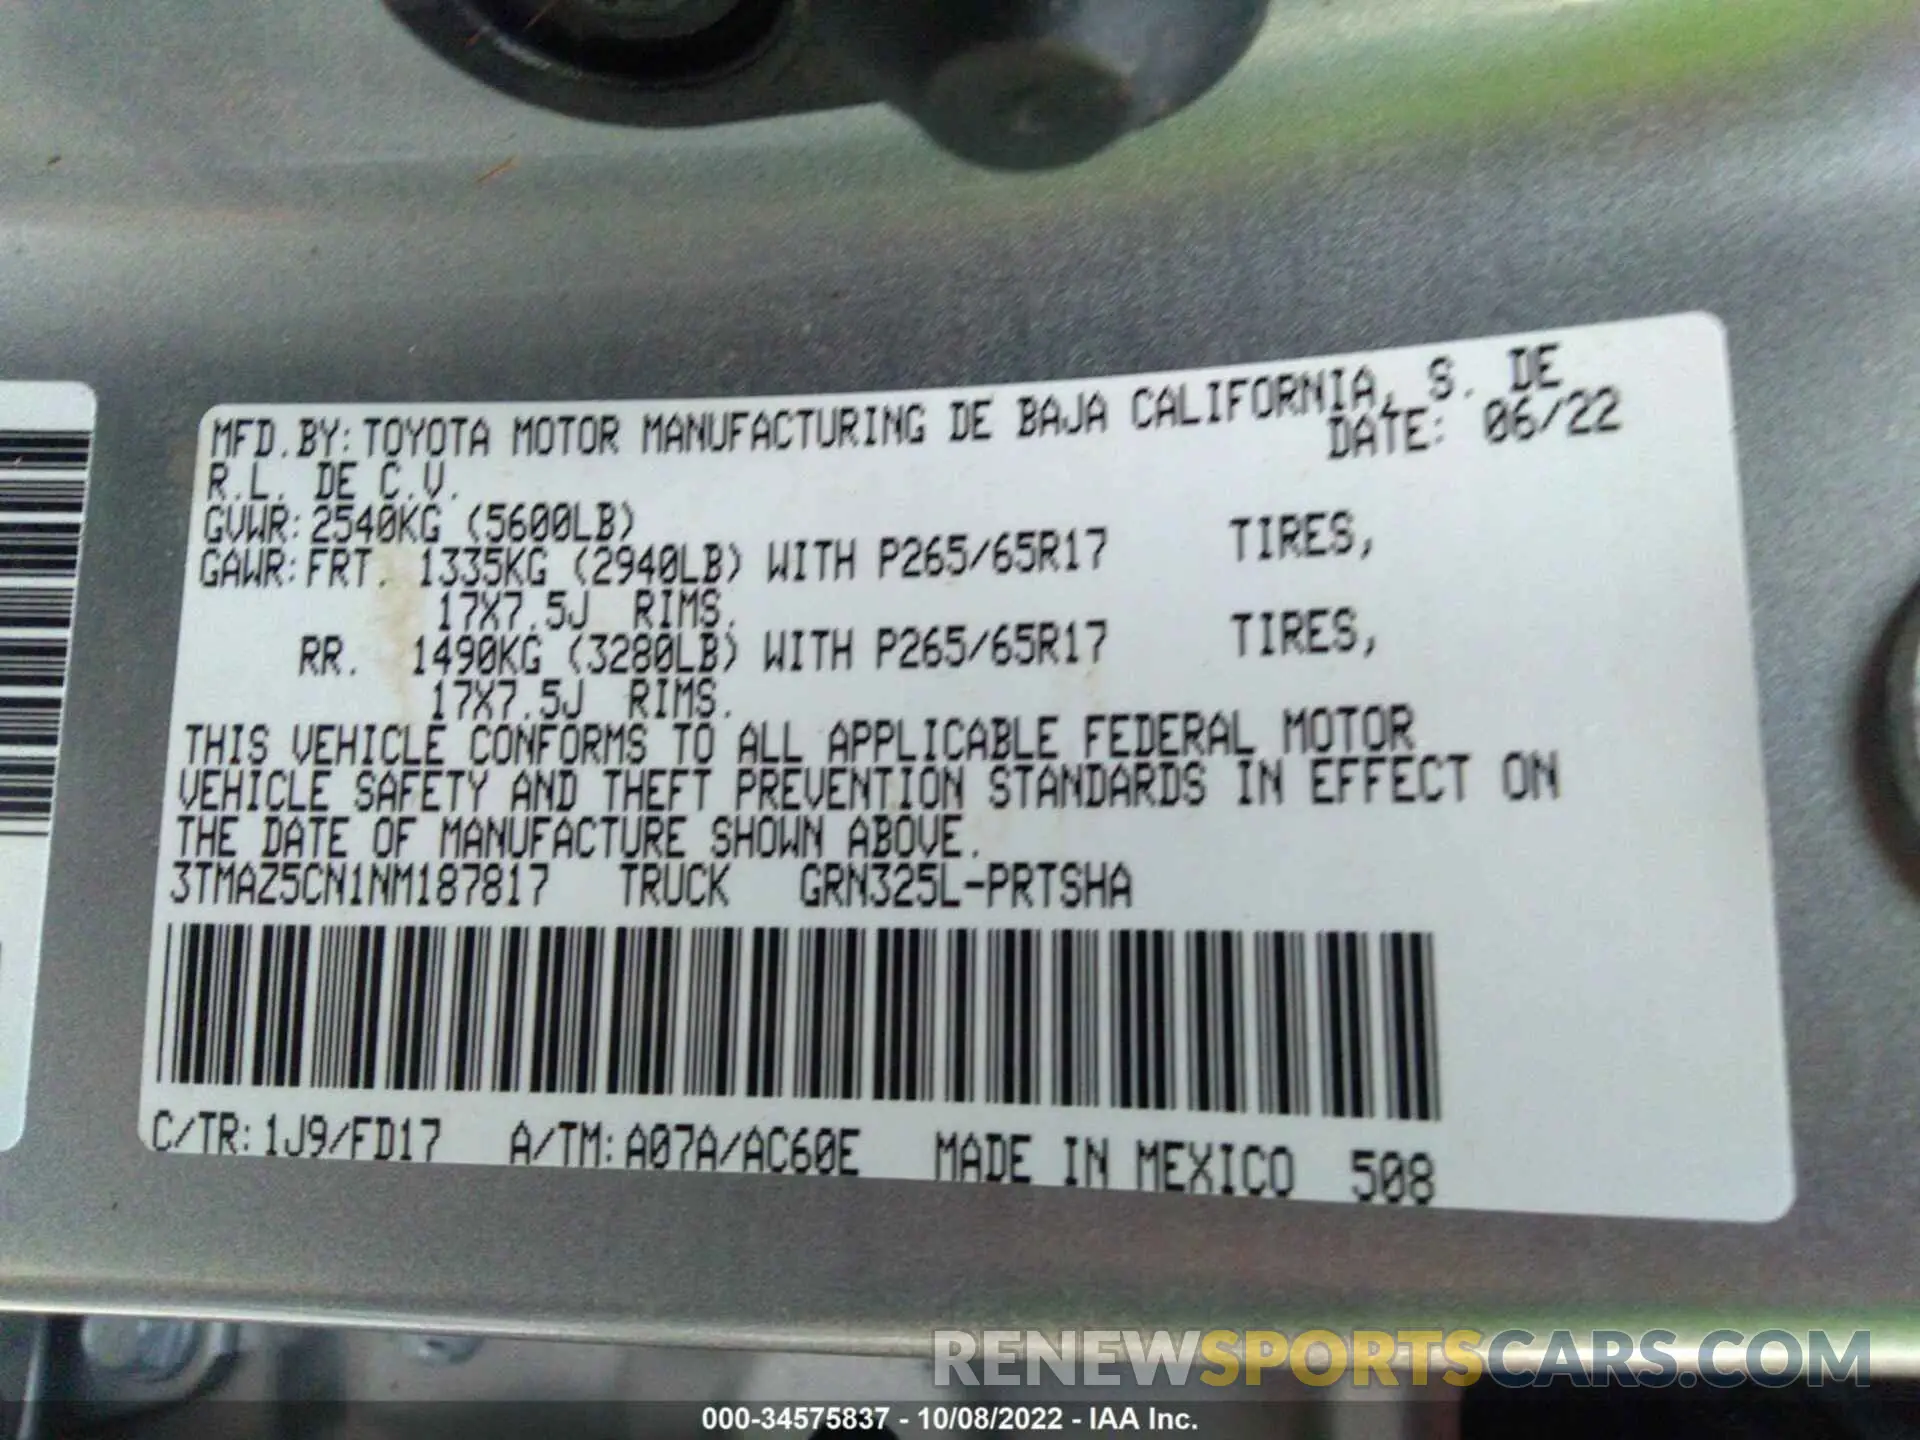 MFD.BY:TOYOTA MOTOR MANUFACTURING DE BAJA CALIFORNIA, S. DE
R.L. DE C.V. DATE: 06/22
GVWR:2540KG (5600LB)
GAWR:FRT. 1335KG (2940LB) WITH P265/65R17 TIRES,
17X7.5J RIMS.
RR. 1490KG (3280LB) WITH P265/65R17 TIRES,
17X7.5J RIMS.
THIS VEHICLE CONFORMS TO ALL APPLICABLE FEDERAL MOTOR
VEHICLE SAFETY AND THEFT PREVENTION STANDARDS IN EFFECT ON
THE DATE OF MANUFACTURE SHOWN ABOVE.
3TMAZ5CN1NM187817 TRUCK GRN325L-PRTSHA
C/TR:1J9/FD17 A/TM:A07A/AC60E MADE IN MEXICO 508
RENEWSPORTSCARS.COM
000-34575837 - 10/08/2022 - IAA Inc.